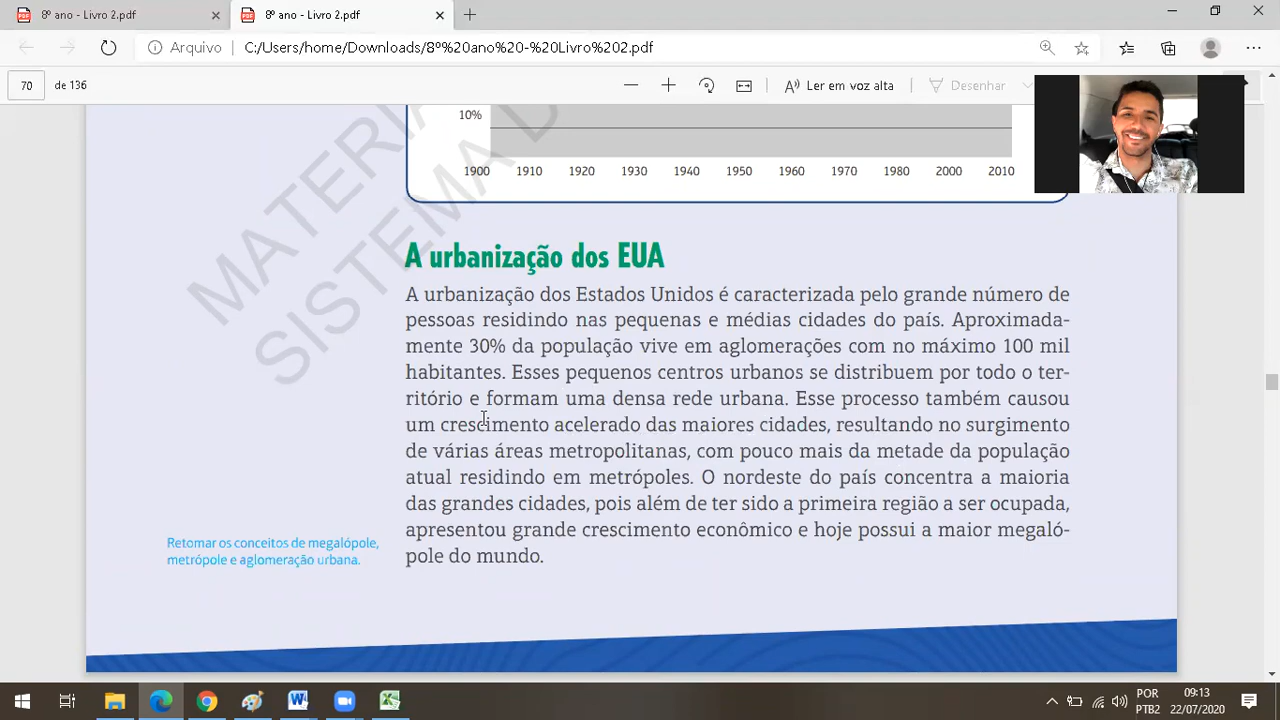 8º ano - Livro 2.pdf
8º ano - Livro 2.pdf
Arquivo
C:/Users/home/Downloads/8º%20ano%20-%20Livro%202.pdf
70 de 136
Ler em voz alta
Desenhar
MATERIA
SISTEMA D
10%
1900 1910 1920 1930 1940 1950 1960 1970 1980 2000 2010
A urbanização dos EUA
A urbanização dos Estados Unidos é caracterizada pelo grande número de
pessoas residindo nas pequenas e médias cidades do país. Aproximada-
mente 30% da população vive em aglomerações com no máximo 100 mil
habitantes. Esses pequenos centros urbanos se distribuem por todo o ter-
ritório e formam uma densa rede urbana. Esse processo também causou
um crescimento acelerado das maiores cidades, resultando no surgimento
de várias áreas metropolitanas, com pouco mais da metade da população
atual residindo em metrópoles. O nordeste do país concentra a maioria
das grandes cidades, pois além de ter sido a primeira região a ser ocupada,
apresentou grande crescimento econômico e hoje possui a maior megaló-
pole do mundo.
Retomar os conceitos de megalópole,
metrópole e aglomeração urbana.
POR
PTB2
09:13
22/07/2020